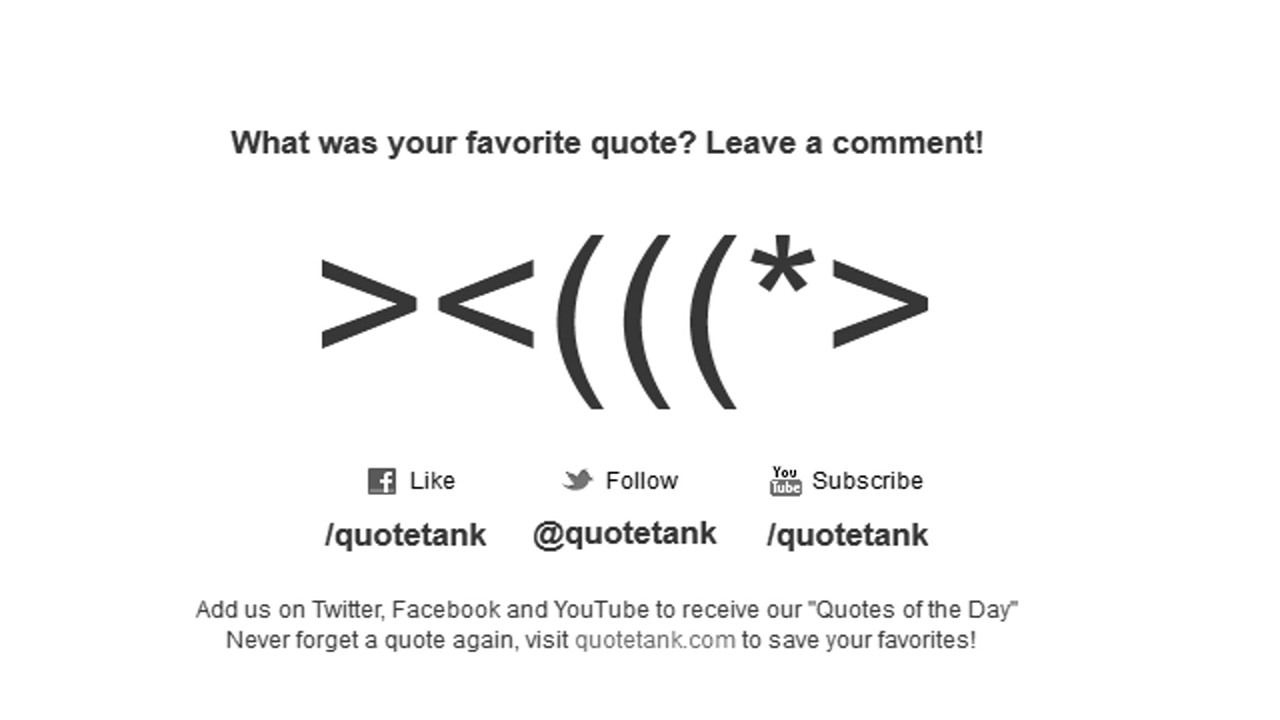 What was your favorite quote? Leave a comment!
><(((*>
Like Follow You Tube Subscribe
/quotetank @quotetank /quotetank
Add us on Twitter, Facebook and YouTube to receive our "Quotes of the Day"
Never forget a quote again, visit quotetank.com to save your favorites!